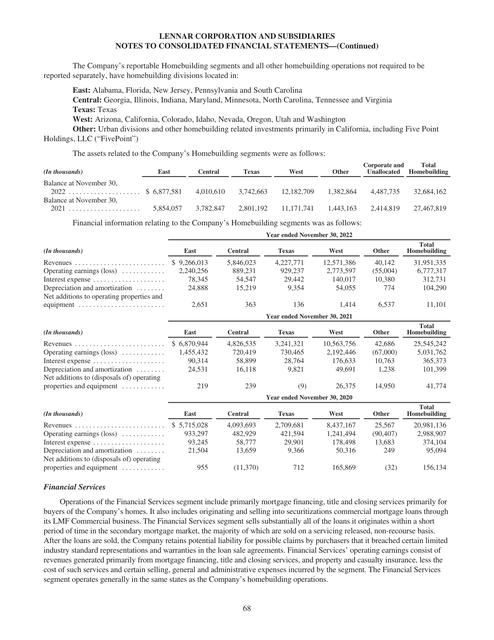 LENNAR CORPORATION AND SUBSIDIARIES
NOTES TO CONSOLIDATED FINANCIAL STATEMENTS—(Continued)
The Company's reportable Homebuilding segments and all other homebuilding operations not required to be
reported separately, have homebuilding divisions located in:
East: Alabama, Florida, New Jersey, Pennsylvania and South Carolina
Central: Georgia, Illinois, Indiana, Maryland, Minnesota, North Carolina, Tennessee and Virginia
Texas: Texas
West: Arizona, California, Colorado, Idaho, Nevada, Oregon, Utah and Washington
Other: Urban divisions and other homebuilding related investments primarily in California, including Five Point
Holdings, LLC ("FivePoint")
The assets related to the Company's Homebuilding segments were as follows:
(In thousands) East Central Texas West Other Corporate and Unallocated Total Homebuilding
Balance at November 30,
2022 .................... $ 6,877,581 4,010,610 3,742,663 12,182,709 1,382,864 4,487,735 32,684,162
Balance at November 30,
2021 .................... 5,854,057 3,782,847 2,801,192 11,171,741 1,443,163 2,414,819 27,467,819
Financial information relating to the Company's Homebuilding segments was as follows:
Year ended November 30, 2022
(In thousands) East Central Texas West Other Total Homebuilding
Revenues ........................ $ 9,266,013 5,846,023 4,227,771 12,571,386 40,142 31,951,335
Operating earnings (loss) ............ 2,240,256 889,231 929,237 2,773,597 (55,004) 6,777,317
Interest expense .................... 78,345 54,547 29,442 140,017 10,380 312,731
Depreciation and amortization ........ 24,888 15,219 9,354 54,055 774 104,290
Net additions to operating properties and
equipment ........................ 2,651 363 136 1,414 6,537 11,101
Year ended November 30, 2021
(In thousands) East Central Texas West Other Total Homebuilding
Revenues ........................ $ 6,870,944 4,826,535 3,241,321 10,563,756 42,686 25,545,242
Operating earnings (loss) ............ 1,455,432 720,419 730,465 2,192,446 (67,000) 5,031,762
Interest expense .................... 90,314 58,899 28,764 176,633 10,763 365,373
Depreciation and amortization ........ 24,531 16,118 9,821 49,691 1,238 101,399
Net additions to (disposals of) operating
properties and equipment ............ 219 239 (9) 26,375 14,950 41,774
Year ended November 30, 2020
(In thousands) East Central Texas West Other Total Homebuilding
Revenues ........................ $ 5,715,028 4,093,693 2,709,681 8,437,167 25,567 20,981,136
Operating earnings (loss) ............ 933,297 482,929 421,594 1,241,494 (90,407) 2,988,907
Interest expense .................... 93,245 58,777 29,901 178,498 13,683 374,104
Depreciation and amortization ........ 21,504 13,659 9,366 50,316 249 95,094
Net additions to (disposals of) operating
properties and equipment ............ 955 (11,370) 712 165,869 (32) 156,134
Financial Services
Operations of the Financial Services segment include primarily mortgage financing, title and closing services primarily for
buyers of the Company's homes. It also includes originating and selling into securitizations commercial mortgage loans through
its LMF Commercial business. The Financial Services segment sells substantially all of the loans it originates within a short
period of time in the secondary mortgage market, the majority of which are sold on a servicing released, non-recourse basis.
After the loans are sold, the Company retains potential liability for possible claims by purchasers that it breached certain limited
industry standard representations and warranties in the loan sale agreements. Financial Services' operating earnings consist of
revenues generated primarily from mortgage financing, title and closing services, and property and casualty insurance, less the
cost of such services and certain selling, general and administrative expenses incurred by the segment. The Financial Services
segment operates generally in the same states as the Company's homebuilding operations.
68